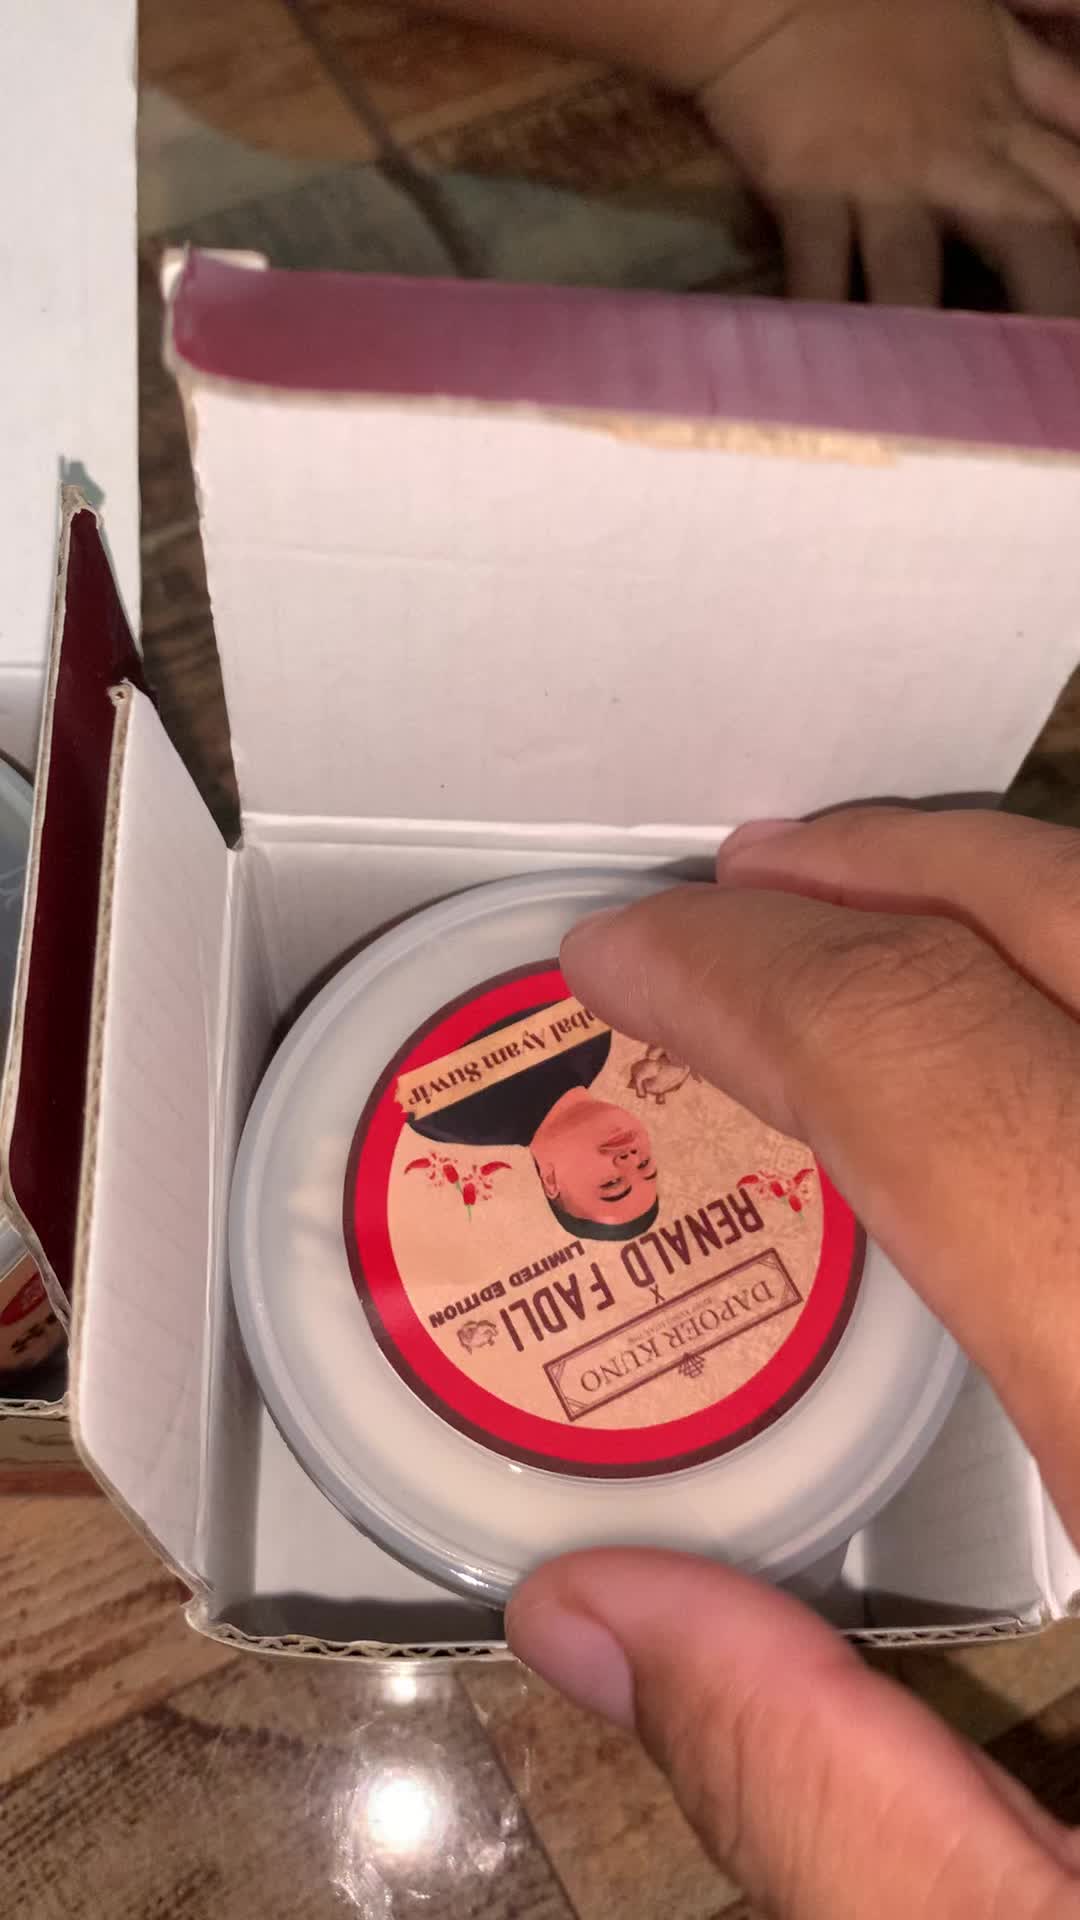 DAPOER KUNO
X
RENALD FADLI
LIMITED EDITION
Ayam Suwir